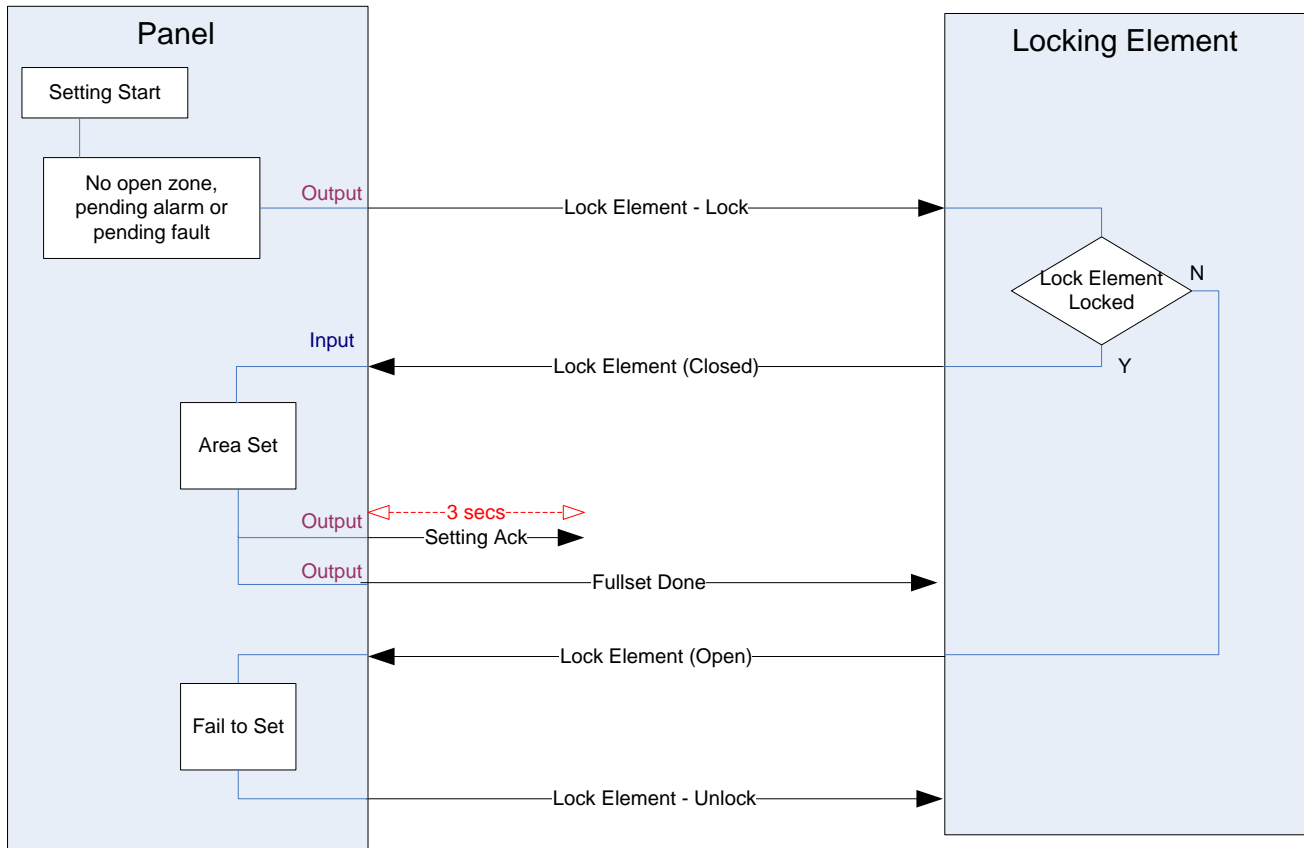 Panel
Locking Element
Setting Start
No open zone,
pending alarm or
pending fault
Output
Lock Element - Lock
Lock Element
Locked
N
Y
Input
Lock Element (Closed)
Area Set
3 secs
Output
Setting Ack
Output
Fullset Done
Lock Element (Open)
Fail to Set
Lock Element - Unlock